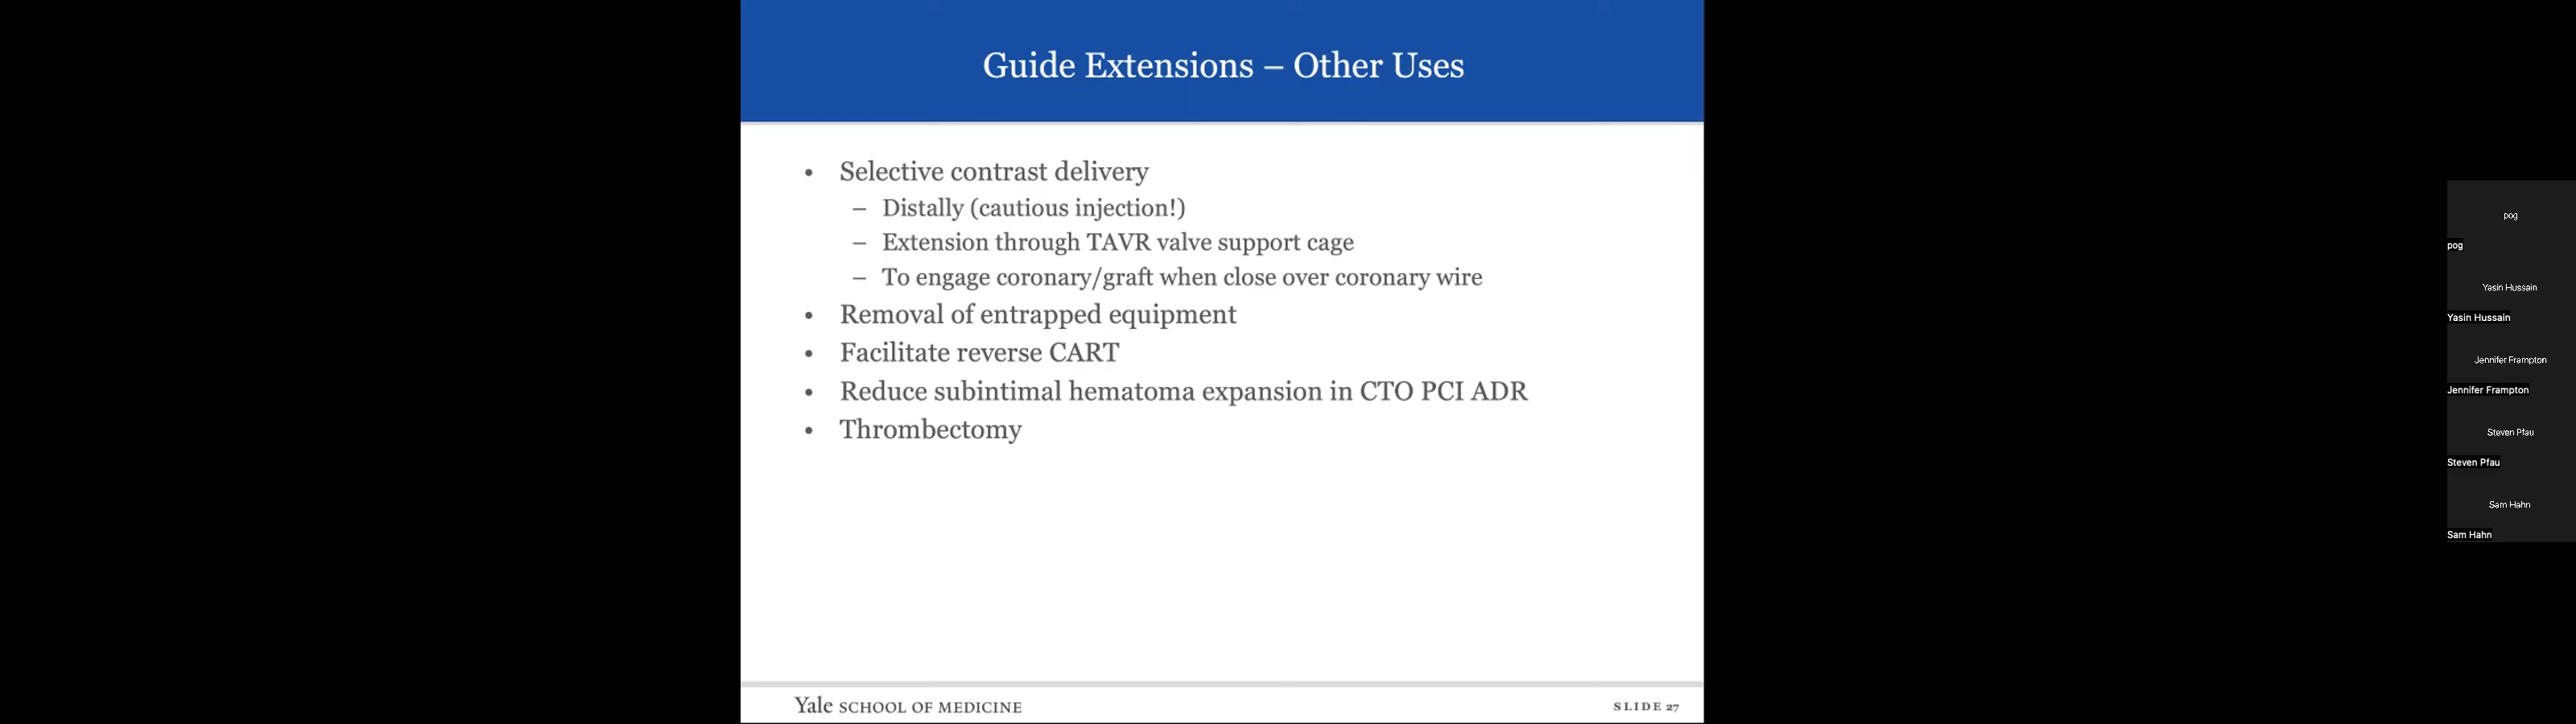 Guide Extensions – Other Uses
• Selective contrast delivery
– Distally (cautious injection!)
– Extension through TAVR valve support cage
– To engage coronary/graft when close over coronary wire
• Removal of entrapped equipment
• Facilitate reverse CART
• Reduce subintimal hematoma expansion in CTO PCI ADR
• Thrombectomy
Yale SCHOOL OF MEDICINE
SLIDE 27
pog
pog
Yasin Hussain
Yasin Hussain
Jennifer Frampton
Jennifer Frampton
Steven Pfau
Steven Pfau
Sam Hahn
Sam Hahn